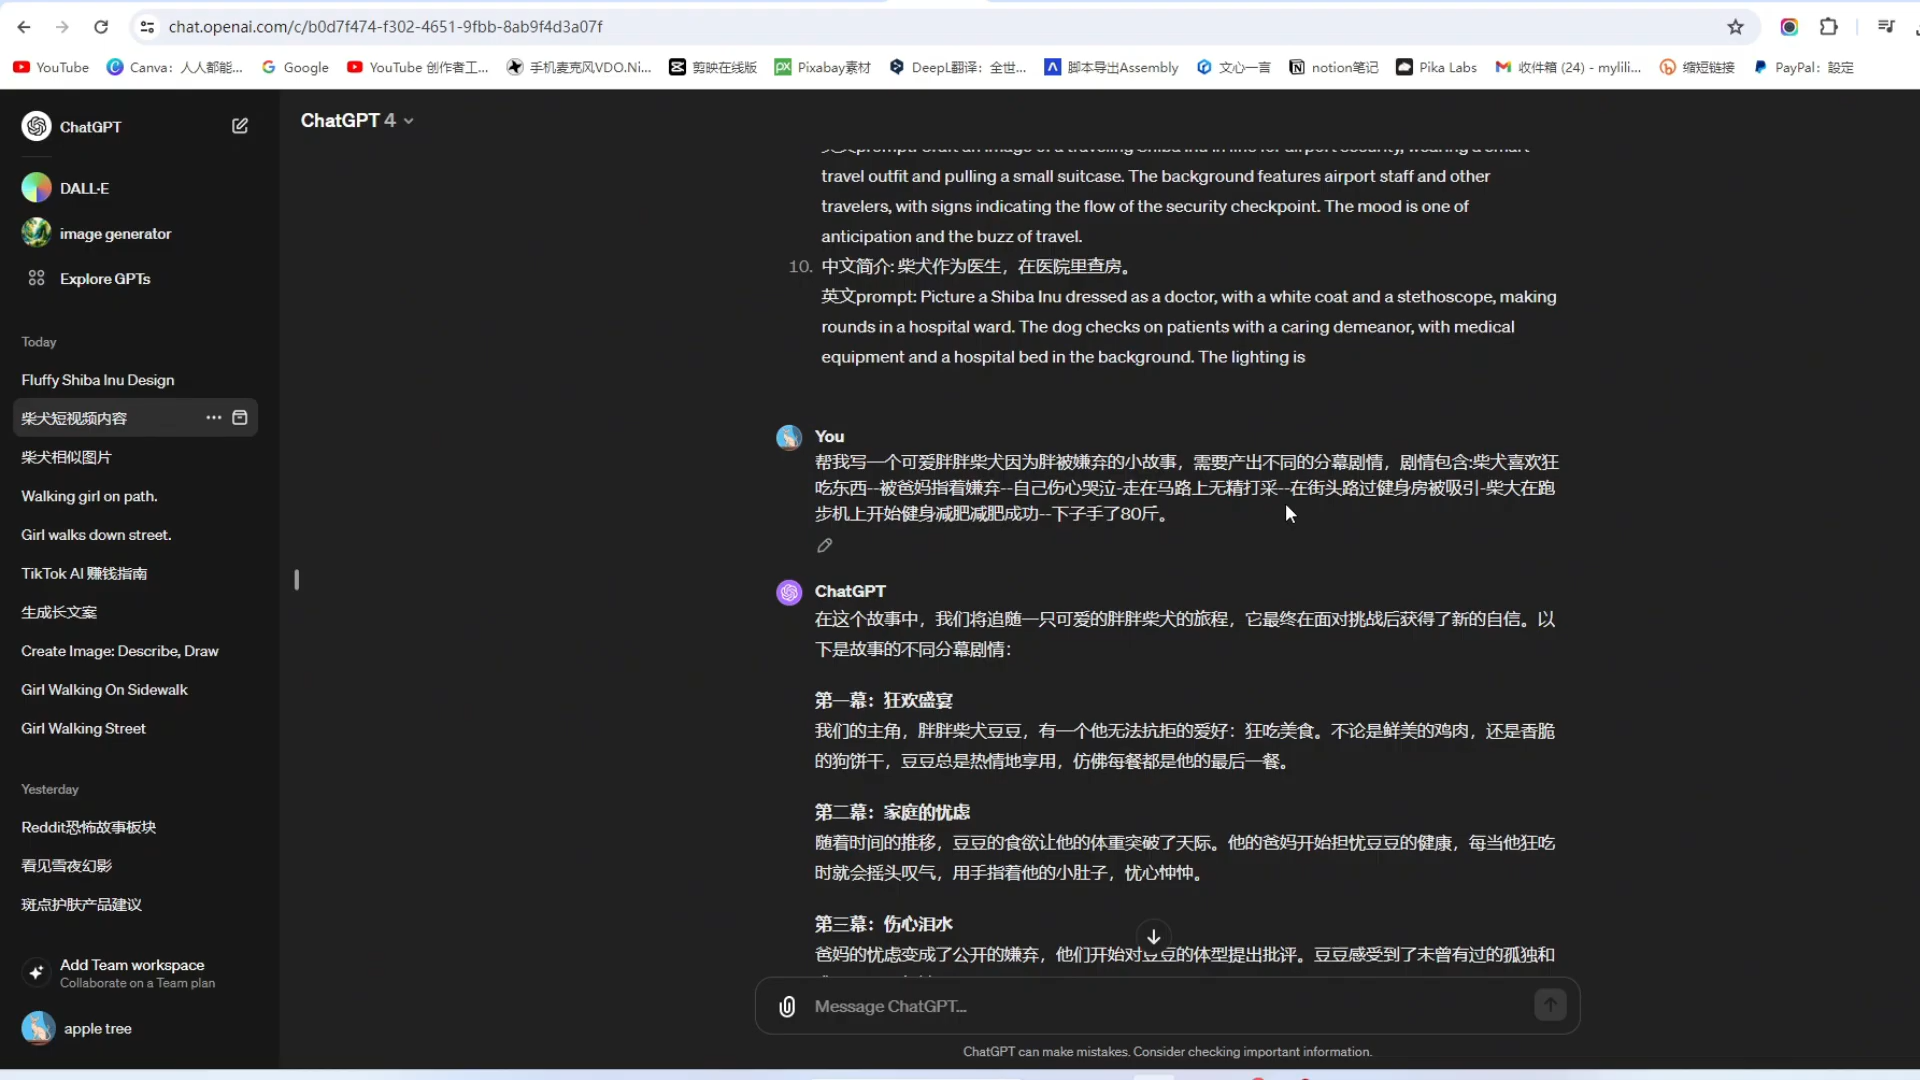 chat.openai.com/c/b0d7f474-f302-4651-9fbb-8ab9f4d3a07f
YouTube
Canva：人人都能...
Google
YouTube 创作者工...
手机麦克风VDO.Ni...
剪映在线版
Pixabay素材
DeepL翻译：全世...
脚本导出Assembly
文心一言
notion笔记
Pika Labs
收件箱 (24) - mylili...
缩短链接
PayPal：設定
ChatGPT
DALL·E
image generator
Explore GPTs
Today
Fluffy Shiba Inu Design
柴犬短视频内容
柴犬相似图片
Walking girl on path.
Girl walks down street.
TikTok AI 赚钱指南
生成长文案
Create Image: Describe, Draw
Girl Walking On Sidewalk
Girl Walking Street
Yesterday
Reddit恐怖故事板块
看见雪夜幻影
斑点护肤产品建议
Add Team workspace
Collaborate on a Team plan
apple tree
ChatGPT 4
英文prompt: Craft an image of a traveling Shiba Inu in line for airport security, wearing a smart
travel outfit and pulling a small suitcase. The background features airport staff and other
travelers, with signs indicating the flow of the security checkpoint. The mood is one of
anticipation and the buzz of travel.
10. 中文简介: 柴犬作为医生，在医院里查房。
英文prompt: Picture a Shiba Inu dressed as a doctor, with a white coat and a stethoscope, making
rounds in a hospital ward. The dog checks on patients with a caring demeanor, with medical
equipment and a hospital bed in the background. The lighting is
You
帮我写一个可爱胖胖柴犬因为胖被嫌弃的小故事，需要产出不同的分幕剧情，剧情包含:柴犬喜欢狂
吃东西--被爸妈指着嫌弃--自己伤心哭泣-走在马路上无精打采--在街头路过健身房被吸引-柴大在跑
步机上开始健身减肥减肥成功--下子手了80斤。
ChatGPT
在这个故事中，我们将追随一只可爱的胖胖柴犬的旅程，它最终在面对挑战后获得了新的自信。以
下是故事的不同分幕剧情：
第一幕：狂欢盛宴
我们的主角，胖胖柴犬豆豆，有一个他无法抗拒的爱好：狂吃美食。不论是鲜美的鸡肉，还是香脆
的狗饼干，豆豆总是热情地享用，仿佛每餐都是他的最后一餐。
第二幕：家庭的忧虑
随着时间的推移，豆豆的食欲让他的体重突破了天际。他的爸妈开始担忧豆豆的健康，每当他狂吃
时就会摇头叹气，用手指着他的小肚子，忧心忡忡。
第三幕：伤心泪水
爸妈的忧虑变成了公开的嫌弃，他们开始对豆豆的体型提出批评。豆豆感受到了未曾有过的孤独和
Message ChatGPT...
ChatGPT can make mistakes. Consider checking important information.